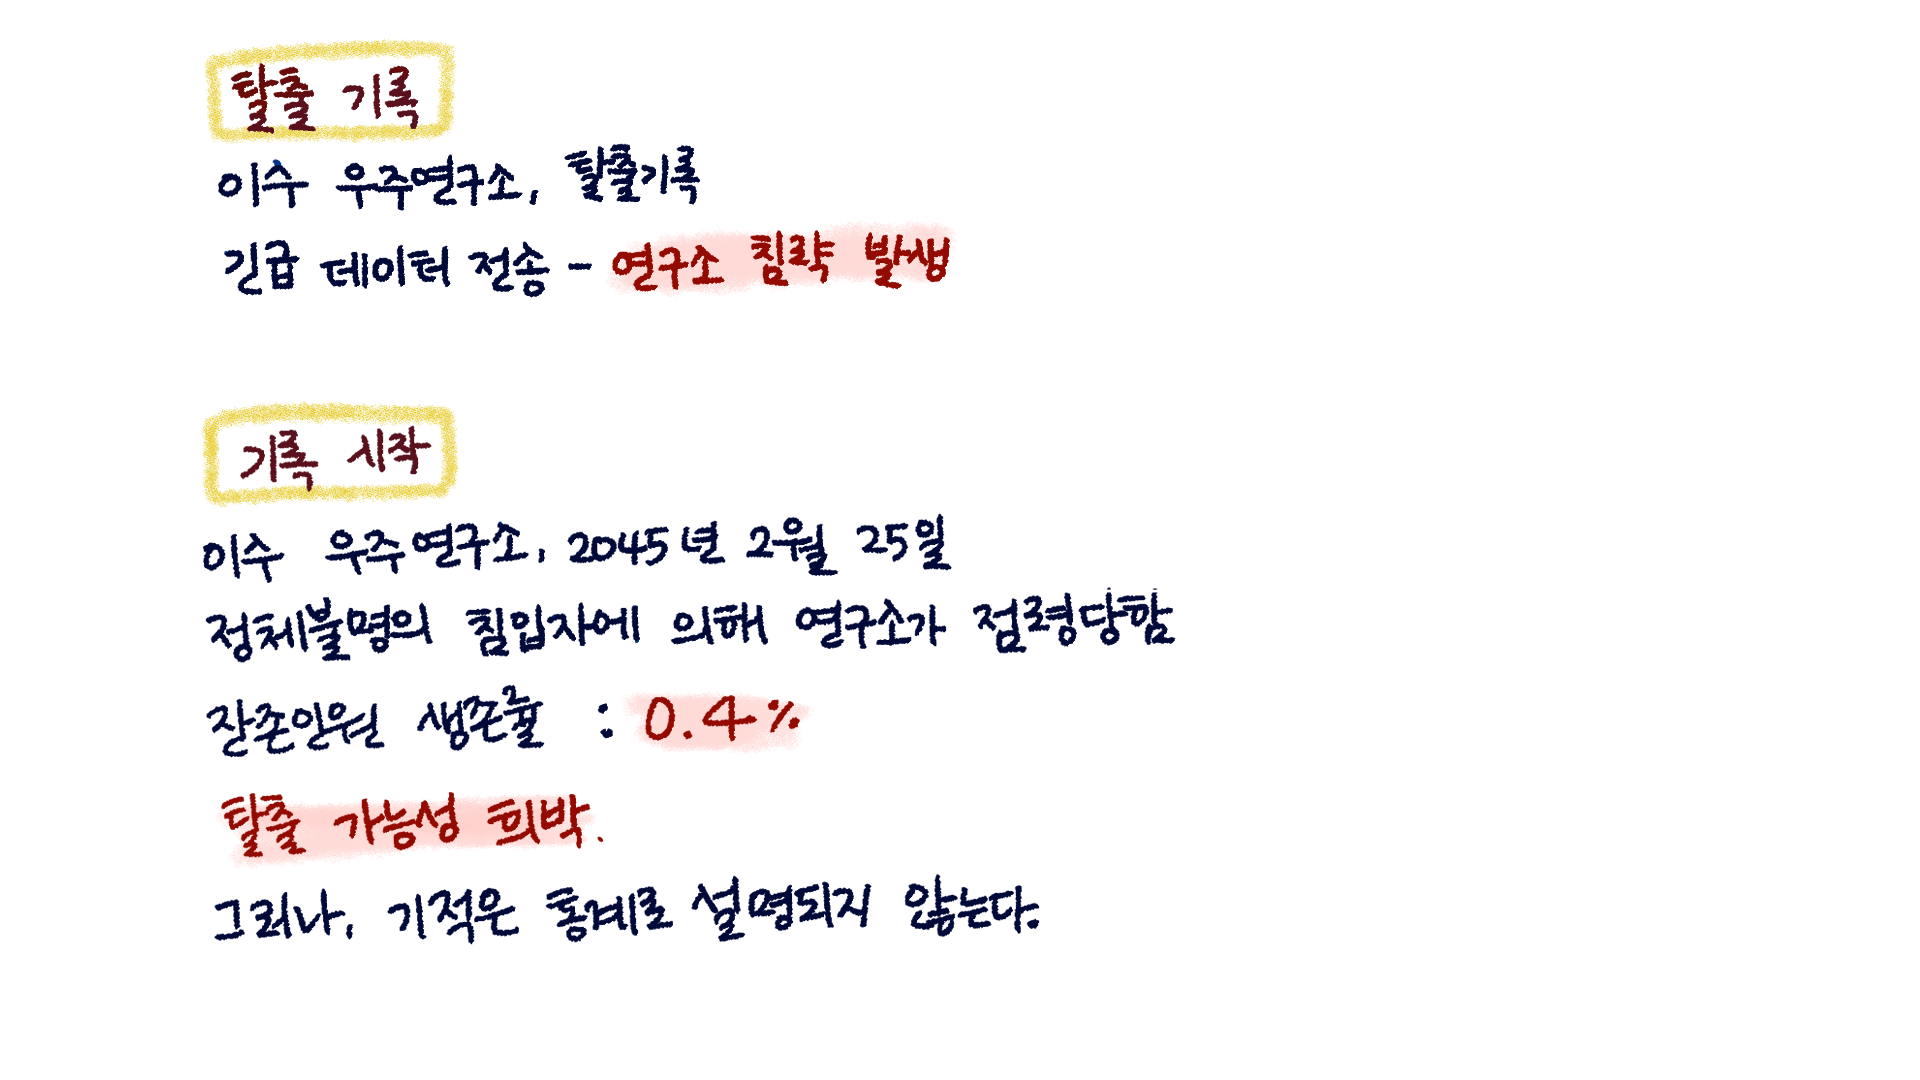 탈출 기록
이수 우주연구소, 탈출기록
긴급 데이터 전송 - 연구소 침략 발생
기록 시작
이수 우주연구소, 2045년 2월 25일
정체불명의 침입자에 의해 연구소가 점령당함
잔존인원 생존율 : 0.4%
탈출 가능성 희박.
그러나, 기적은 통계로 설명되지 않는다.